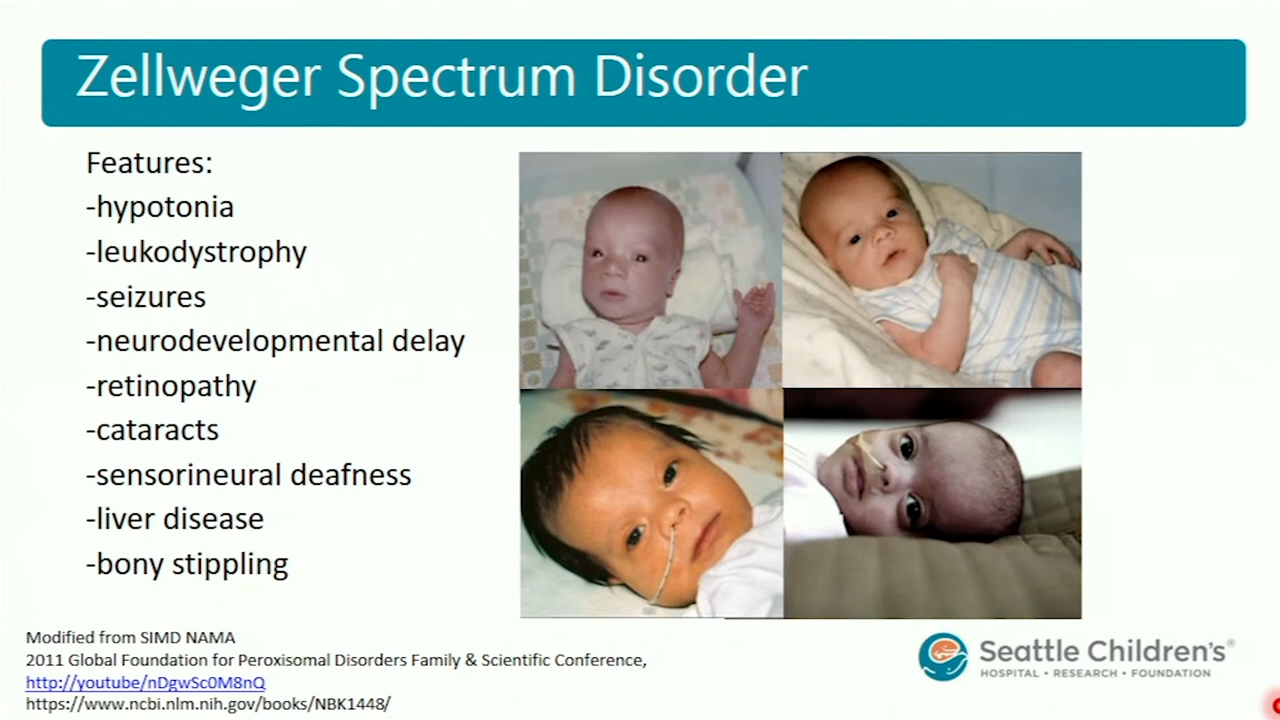 Zellweger Spectrum Disorder
Features:
-hypotonia
-leukodystrophy
-seizures
-neurodevelopmental delay
-retinopathy
-cataracts
-sensorineural deafness
-liver disease
-bony stippling
Modified from SIMD NAMA
2011 Global Foundation for Peroxisomal Disorders Family & Scientific Conference,
http://youtube/nDgwSc0M8nQ
https://www.ncbi.nlm.nih.gov/books/NBK1448/
Seattle Children's®
HOSPITAL • RESEARCH • FOUNDATION